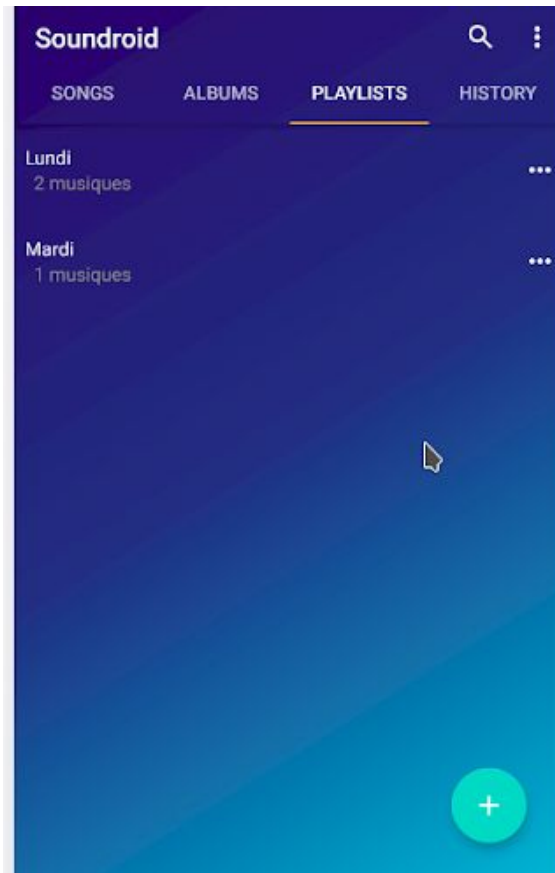 Soundroid
SONGS ALBUMS PLAYLISTS HISTORY
Lundi
2 musiques
Mardi
1 musiques